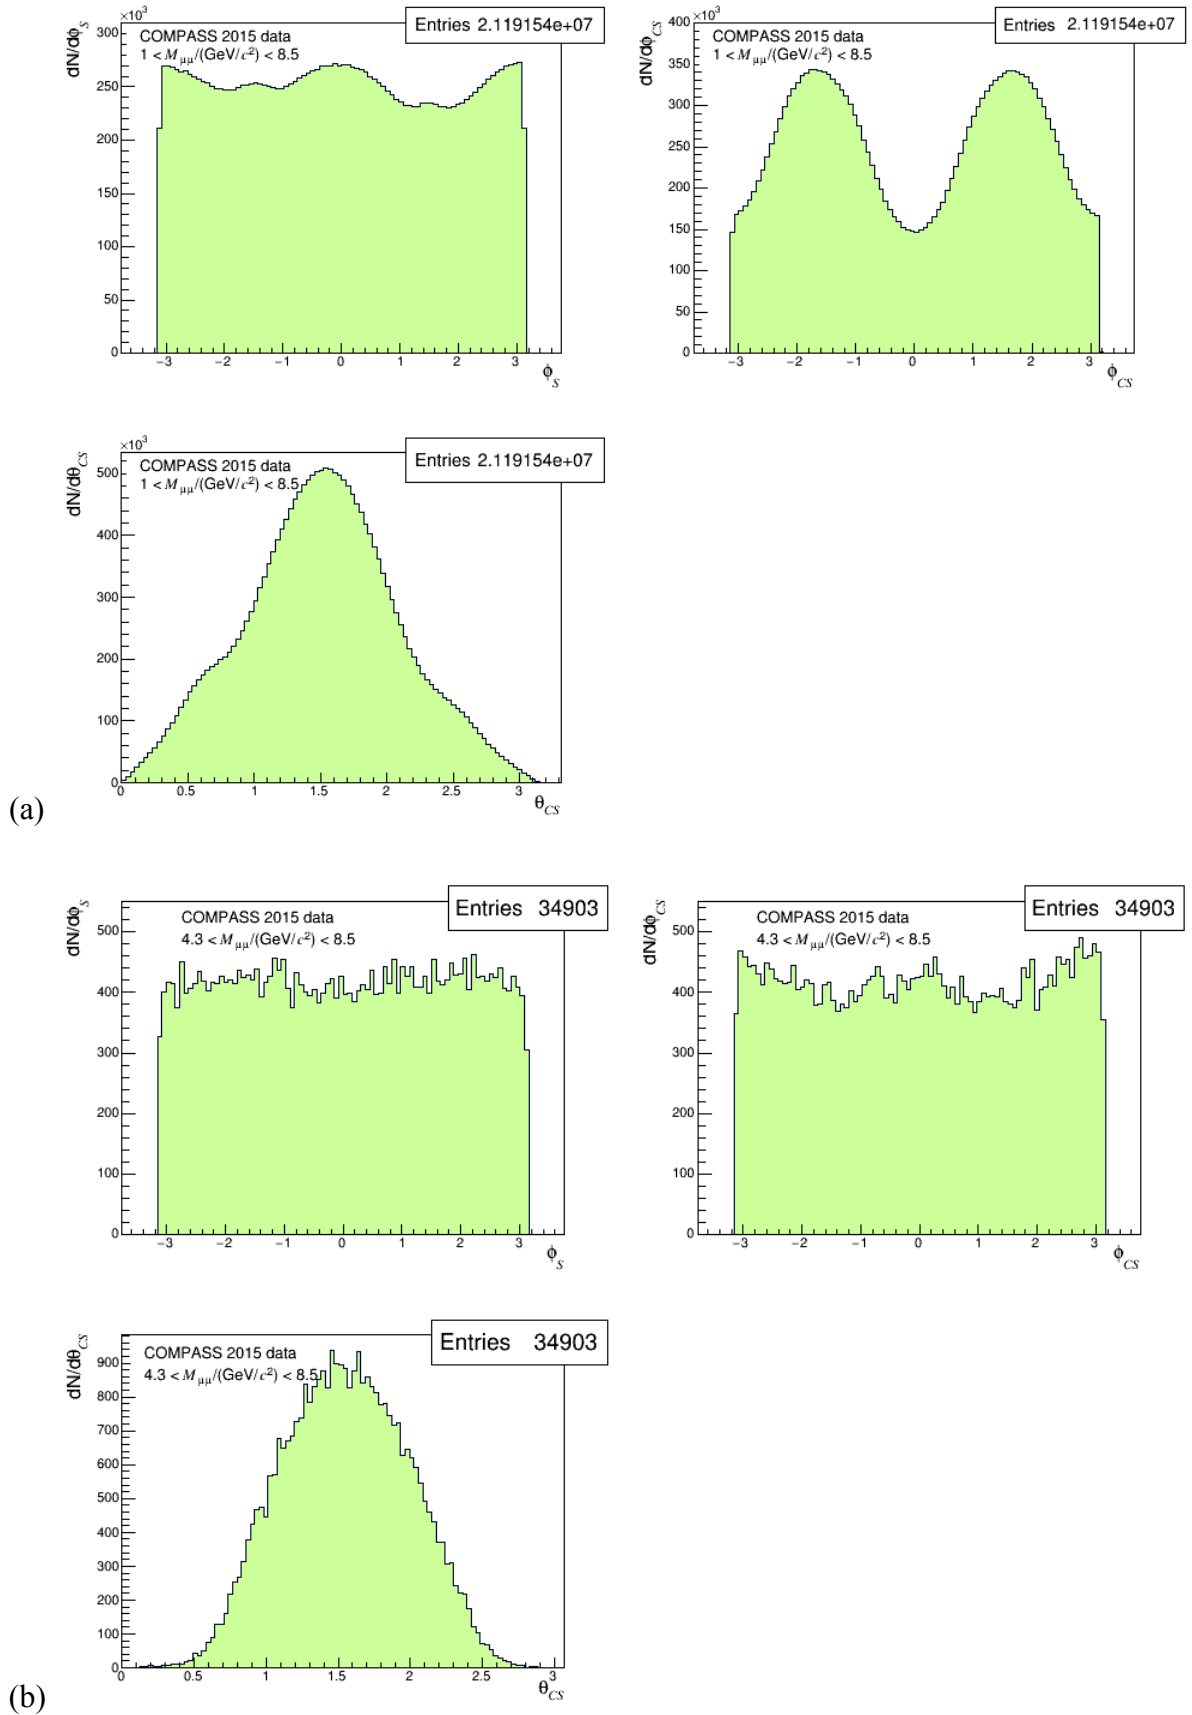 ×10³
Entries 2.119154e+07
dN/dϕS
COMPASS 2015 data
1 < Mμμ/(GeV/c²) < 8.5
300
250
200
150
100
50
0
−3 −2 −1 0 1 2 3
ϕS
×10³
Entries 2.119154e+07
dN/dϕCS
COMPASS 2015 data
1 < Mμμ/(GeV/c²) < 8.5
400
350
300
250
200
150
100
50
0
−3 −2 −1 0 1 2 3
ϕCS
×10³
Entries 2.119154e+07
dN/dθCS
COMPASS 2015 data
1 < Mμμ/(GeV/c²) < 8.5
500
400
300
200
100
0
0 0.5 1 1.5 2 2.5 3
θCS
(a)
Entries 34903
dN/dϕS
COMPASS 2015 data
4.3 < Mμμ/(GeV/c²) < 8.5
500
400
300
200
100
0
−3 −2 −1 0 1 2 3
ϕS
Entries 34903
dN/dϕCS
COMPASS 2015 data
4.3 < Mμμ/(GeV/c²) < 8.5
500
400
300
200
100
0
−3 −2 −1 0 1 2 3
ϕCS
Entries 34903
dN/dθCS
COMPASS 2015 data
4.3 < Mμμ/(GeV/c²) < 8.5
900
800
700
600
500
400
300
200
100
0
0 0.5 1 1.5 2 2.5 3
θCS
(b)